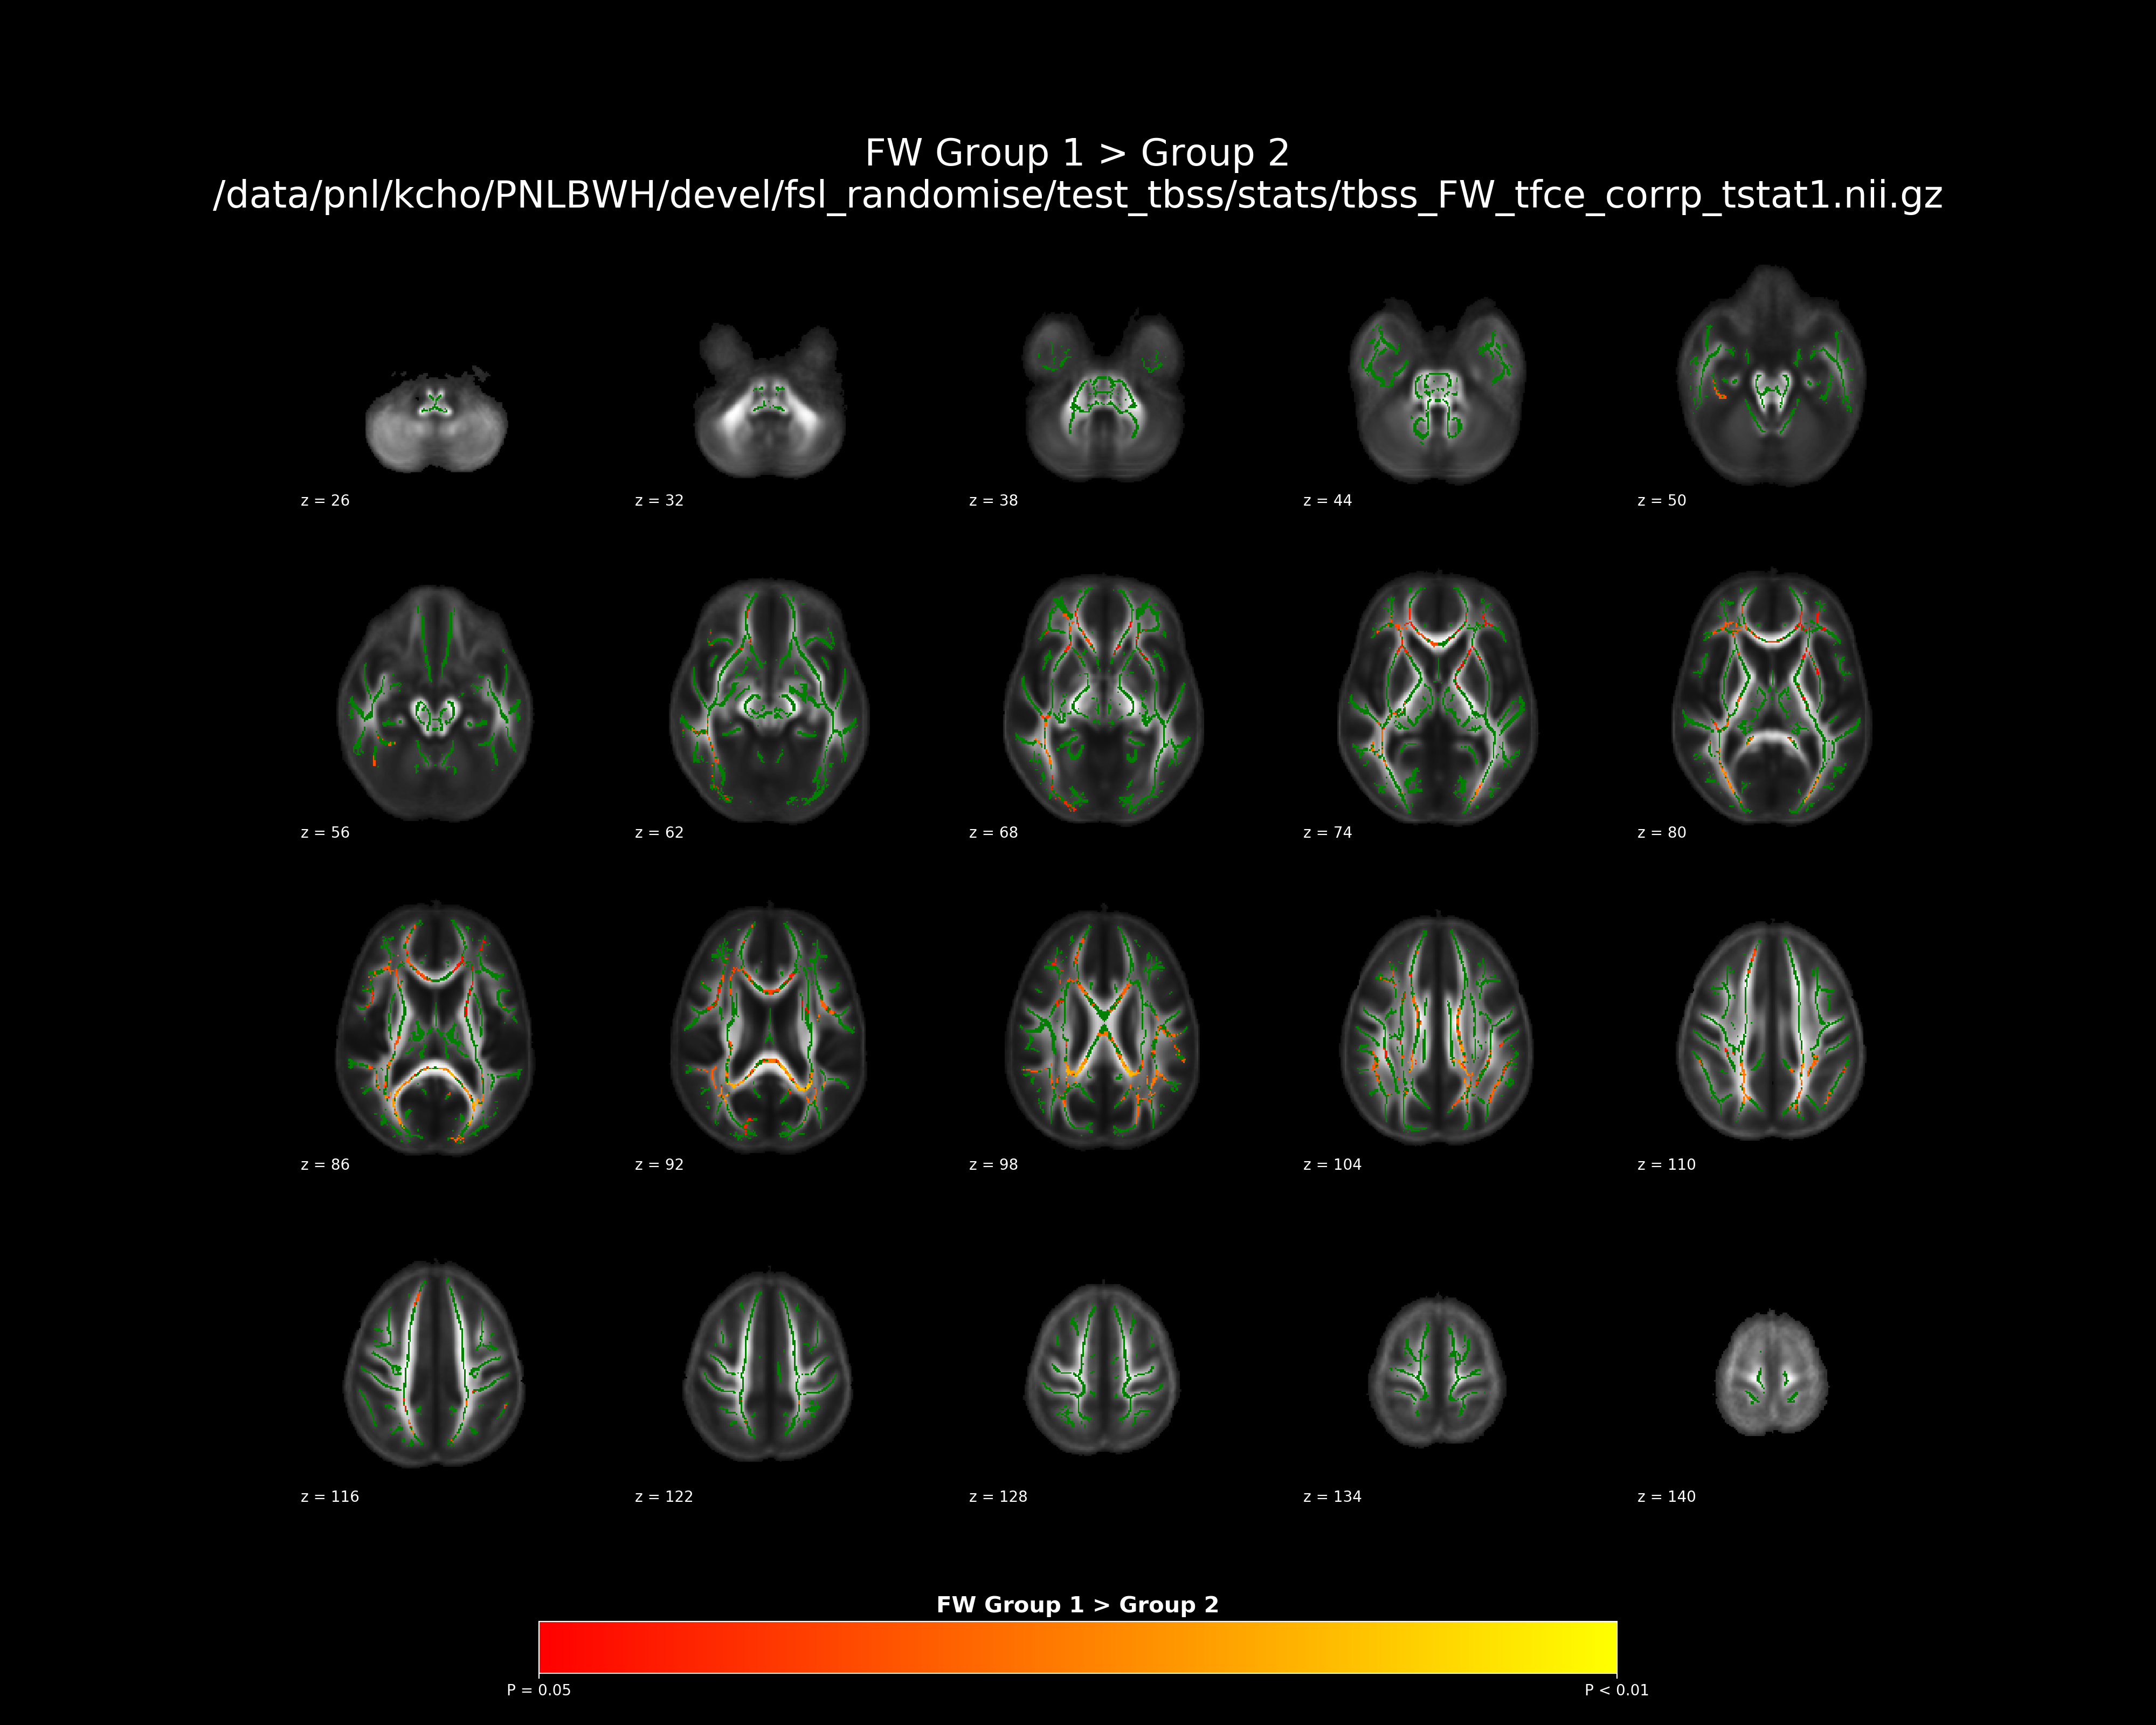 FW Group 1 > Group 2
/data/pnl/kcho/PNLBWH/devel/fsl_randomise/test_tbss/stats/tbss_FW_tfce_corrp_tstat1.nii.gz
z = 26
z = 32
z = 38
z = 44
z = 50
z = 56
z = 62
z = 68
z = 74
z = 80
z = 86
z = 92
z = 98
z = 104
z = 110
z = 116
z = 122
z = 128
z = 134
z = 140
FW Group 1 > Group 2
P = 0.05
P < 0.01